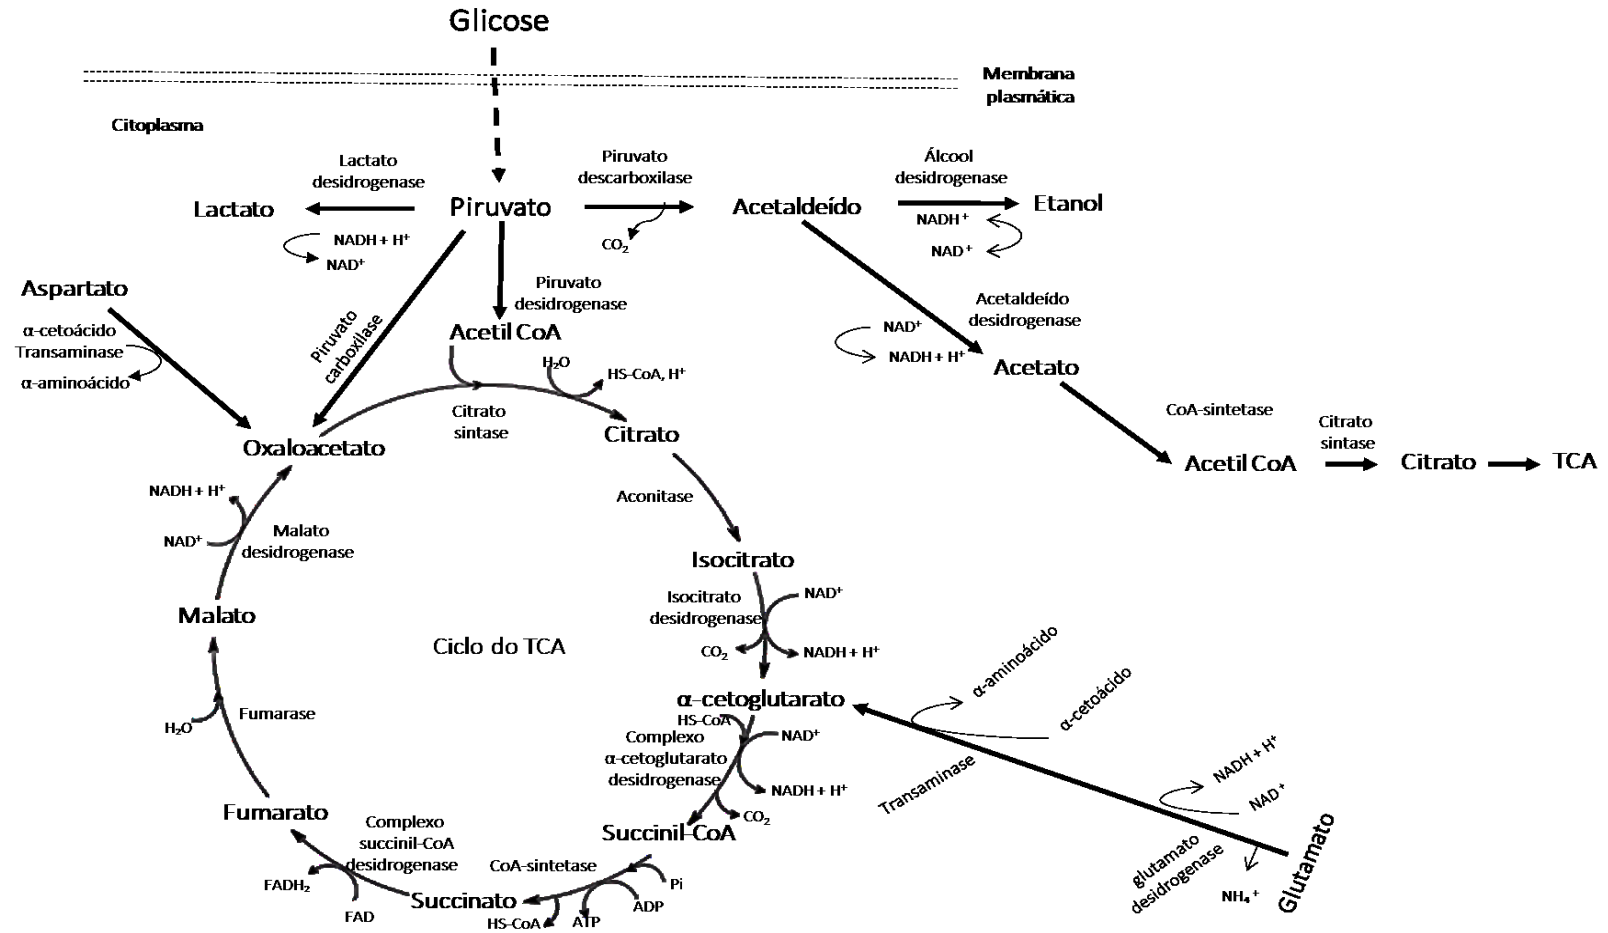 Glicose
Membrana
plasmática
Citoplasma
Lactato
desidrogenase
Piruvato
descarboxilase
Álcool
desidrogenase
Lactato
Piruvato
Acetaldeído
Etanol
NADH + H⁺
NAD⁺
CO₂
NADH⁺
NAD⁺
Aspartato
α-cetoácido
Transaminase
α-aminoácido
Piruvato
carboxilase
Piruvato
desidrogenase
Acetil CoA
Acetaldeído
desidrogenase
NAD⁺
NADH + H⁺
Acetato
H₂O
HS-CoA, H⁺
Citrato
sintase
CoA-sintetase
Citrato
sintase
Oxaloacetato
Citrato
Acetil CoA
Citrato
TCA
NADH + H⁺
NAD⁺
Malato
desidrogenase
Aconitase
Isocitrato
Isocitrato
desidrogenase
NAD⁺
CO₂
NADH + H⁺
Malato
Ciclo do TCA
α-cetoglutarato
HS-CoA
Complexo
α-cetoglutarato
desidrogenase
NAD⁺
NADH + H⁺
CO₂
α-aminoácido
α-cetoácido
Transaminase
NADH + H⁺
NAD⁺
glutamato
desidrogenase
NH₄⁺
Glutamato
H₂O
Fumarase
Fumarato
Complexo
succinil-CoA
desidrogenase
FADH₂
FAD
Succinil-CoA
CoA-sintetase
Pi
ADP
ATP
HS-CoA
Succinato